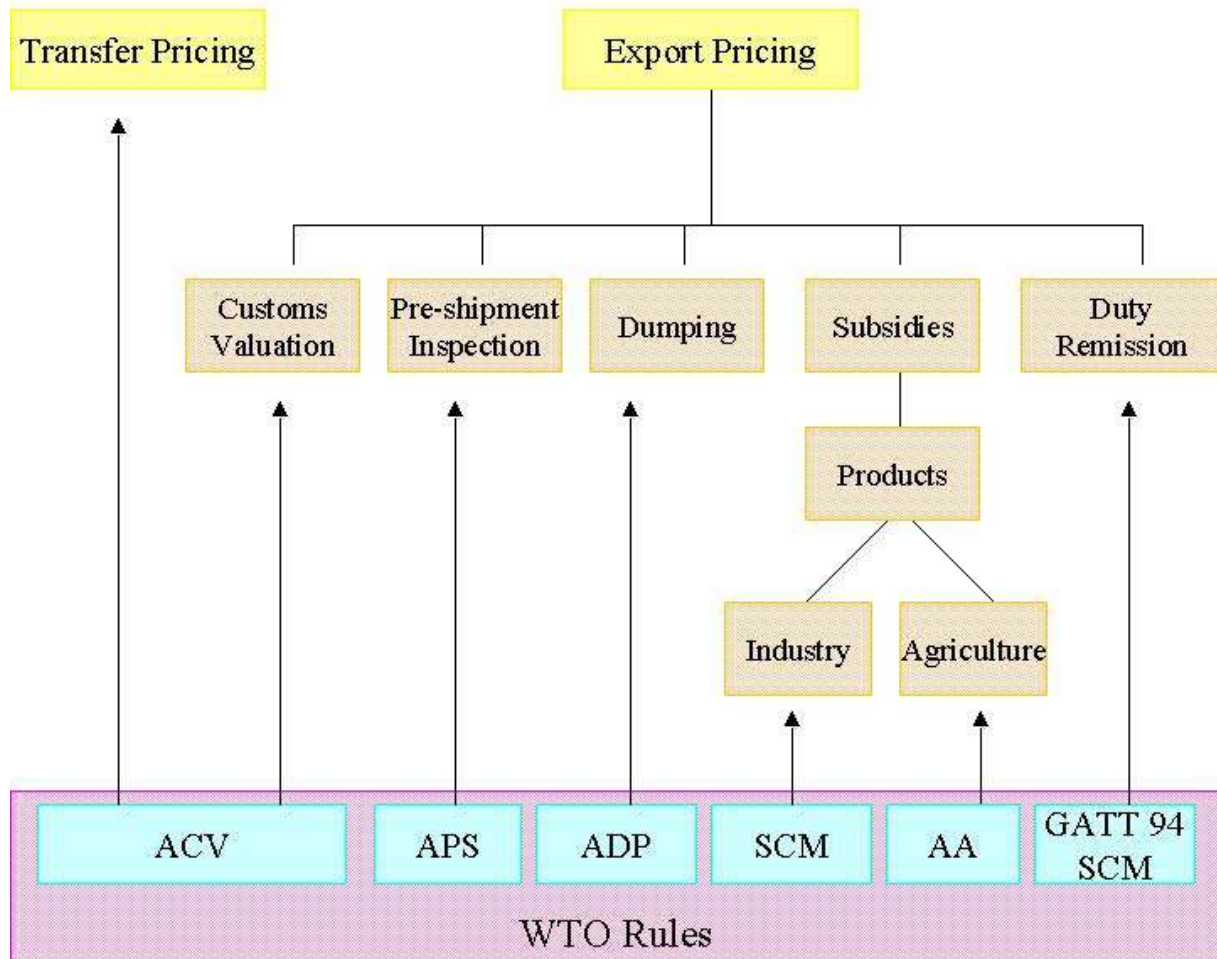 Transfer Pricing
Export Pricing
Customs
Valuation
Pre-shipment
Inspection
Dumping
Subsidies
Duty
Remission
Products
Industry
Agriculture
ACV
APS
ADP
SCM
AA
GATT 94
SCM
WTO Rules